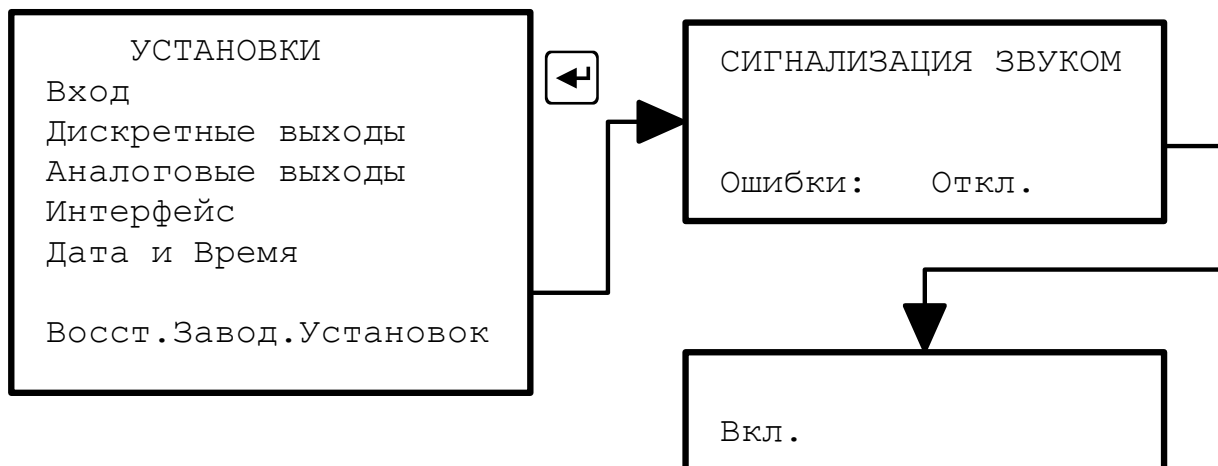 УСТАНОВКИ
Вход
Дискретные выходы
Аналоговые выходы
Интерфейс
Дата и Время
Восст.Завод.Установок
СИГНАЛИЗАЦИЯ ЗВУКОМ
Ошибки: Откл.
Вкл.